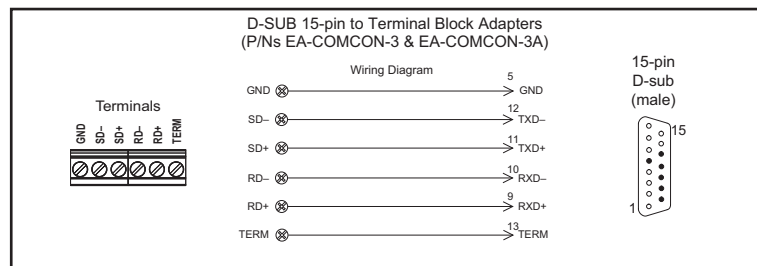 D-SUB 15-pin to Terminal Block Adapters
(P/Ns EA-COMCON-3 & EA-COMCON-3A)
Wiring Diagram
Terminals
GND SD– SD+ RD– RD+ TERM
GND 5 GND
SD– 12 TXD–
SD+ 11 TXD+
RD– 10 RXD–
RD+ 9 RXD+
TERM 13 TERM
15-pin
D-sub
(male)
15
1